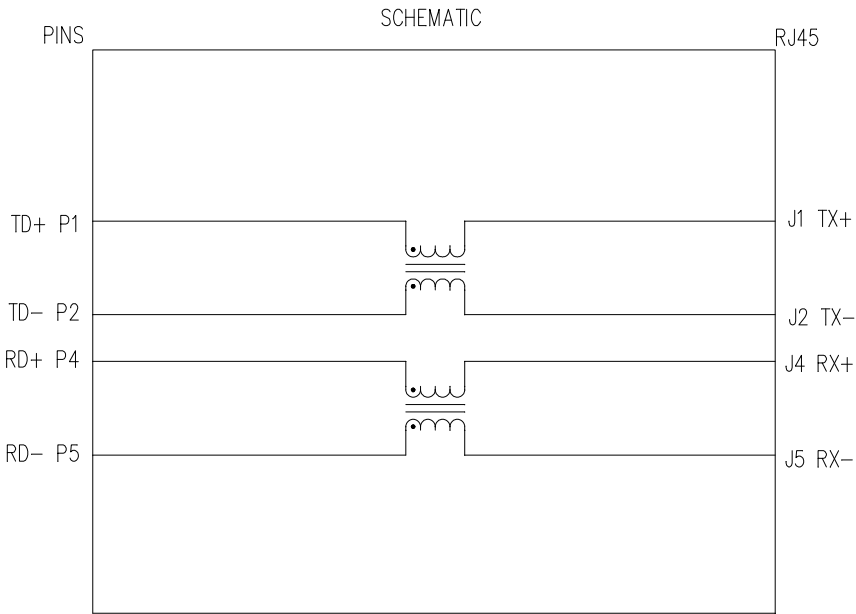 SCHEMATIC
PINS
RJ45
TD+ P1
J1 TX+
TD- P2
J2 TX-
RD+ P4
J4 RX+
RD- P5
J5 RX-